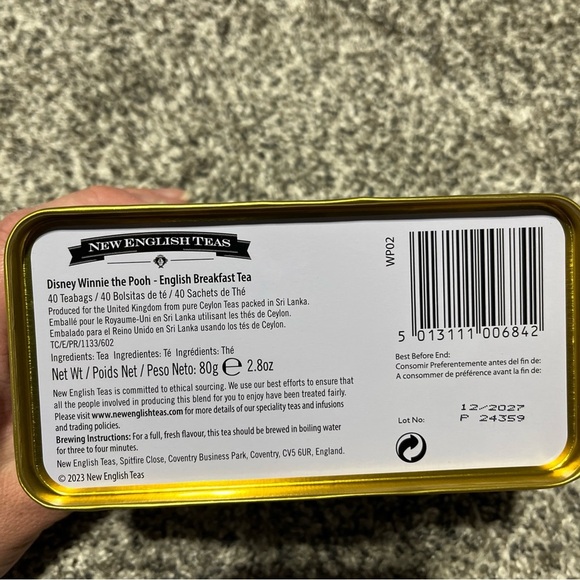 NEW ENGLISH TEAS
Disney Winnie the Pooh - English Breakfast Tea
40 Teabags / 40 Bolsitas de té / 40 Sachets de Thé
Produced for the United Kingdom from pure Ceylon Teas packed in Sri Lanka.
Emballé pour le Royaume-Uni en Sri Lanka utilisant les thés de Ceylon.
Embalado para el Reino Unido en Sri Lanka usando los tés de Ceylon.
TC/E/PR/1133/602
Ingredients: Tea Ingredientes: Té Ingrédients: Thé
Net Wt / Poids Net / Peso Neto: 80g ℮ 2.8oz
New English Teas is committed to ethical sourcing. We use our best efforts to ensure that
all the people involved in producing this blend for you to enjoy have been treated fairly.
Please visit www.newenglishteas.com for more details of our speciality teas and infusions
and trading policies.
Brewing Instructions: For a full, fresh flavour, this tea should be brewed in boiling water
for three to four minutes.
New English Teas, Spitfire Close, Coventry Business Park, Coventry, CV5 6UR, England.
© 2023 New English Teas
WP02
5 013111 006842
Best Before End:
Consomir Preferentemente antes del fin de:
A consommer de préférence avant la fin de:
12/2027
Lot No: P 24359